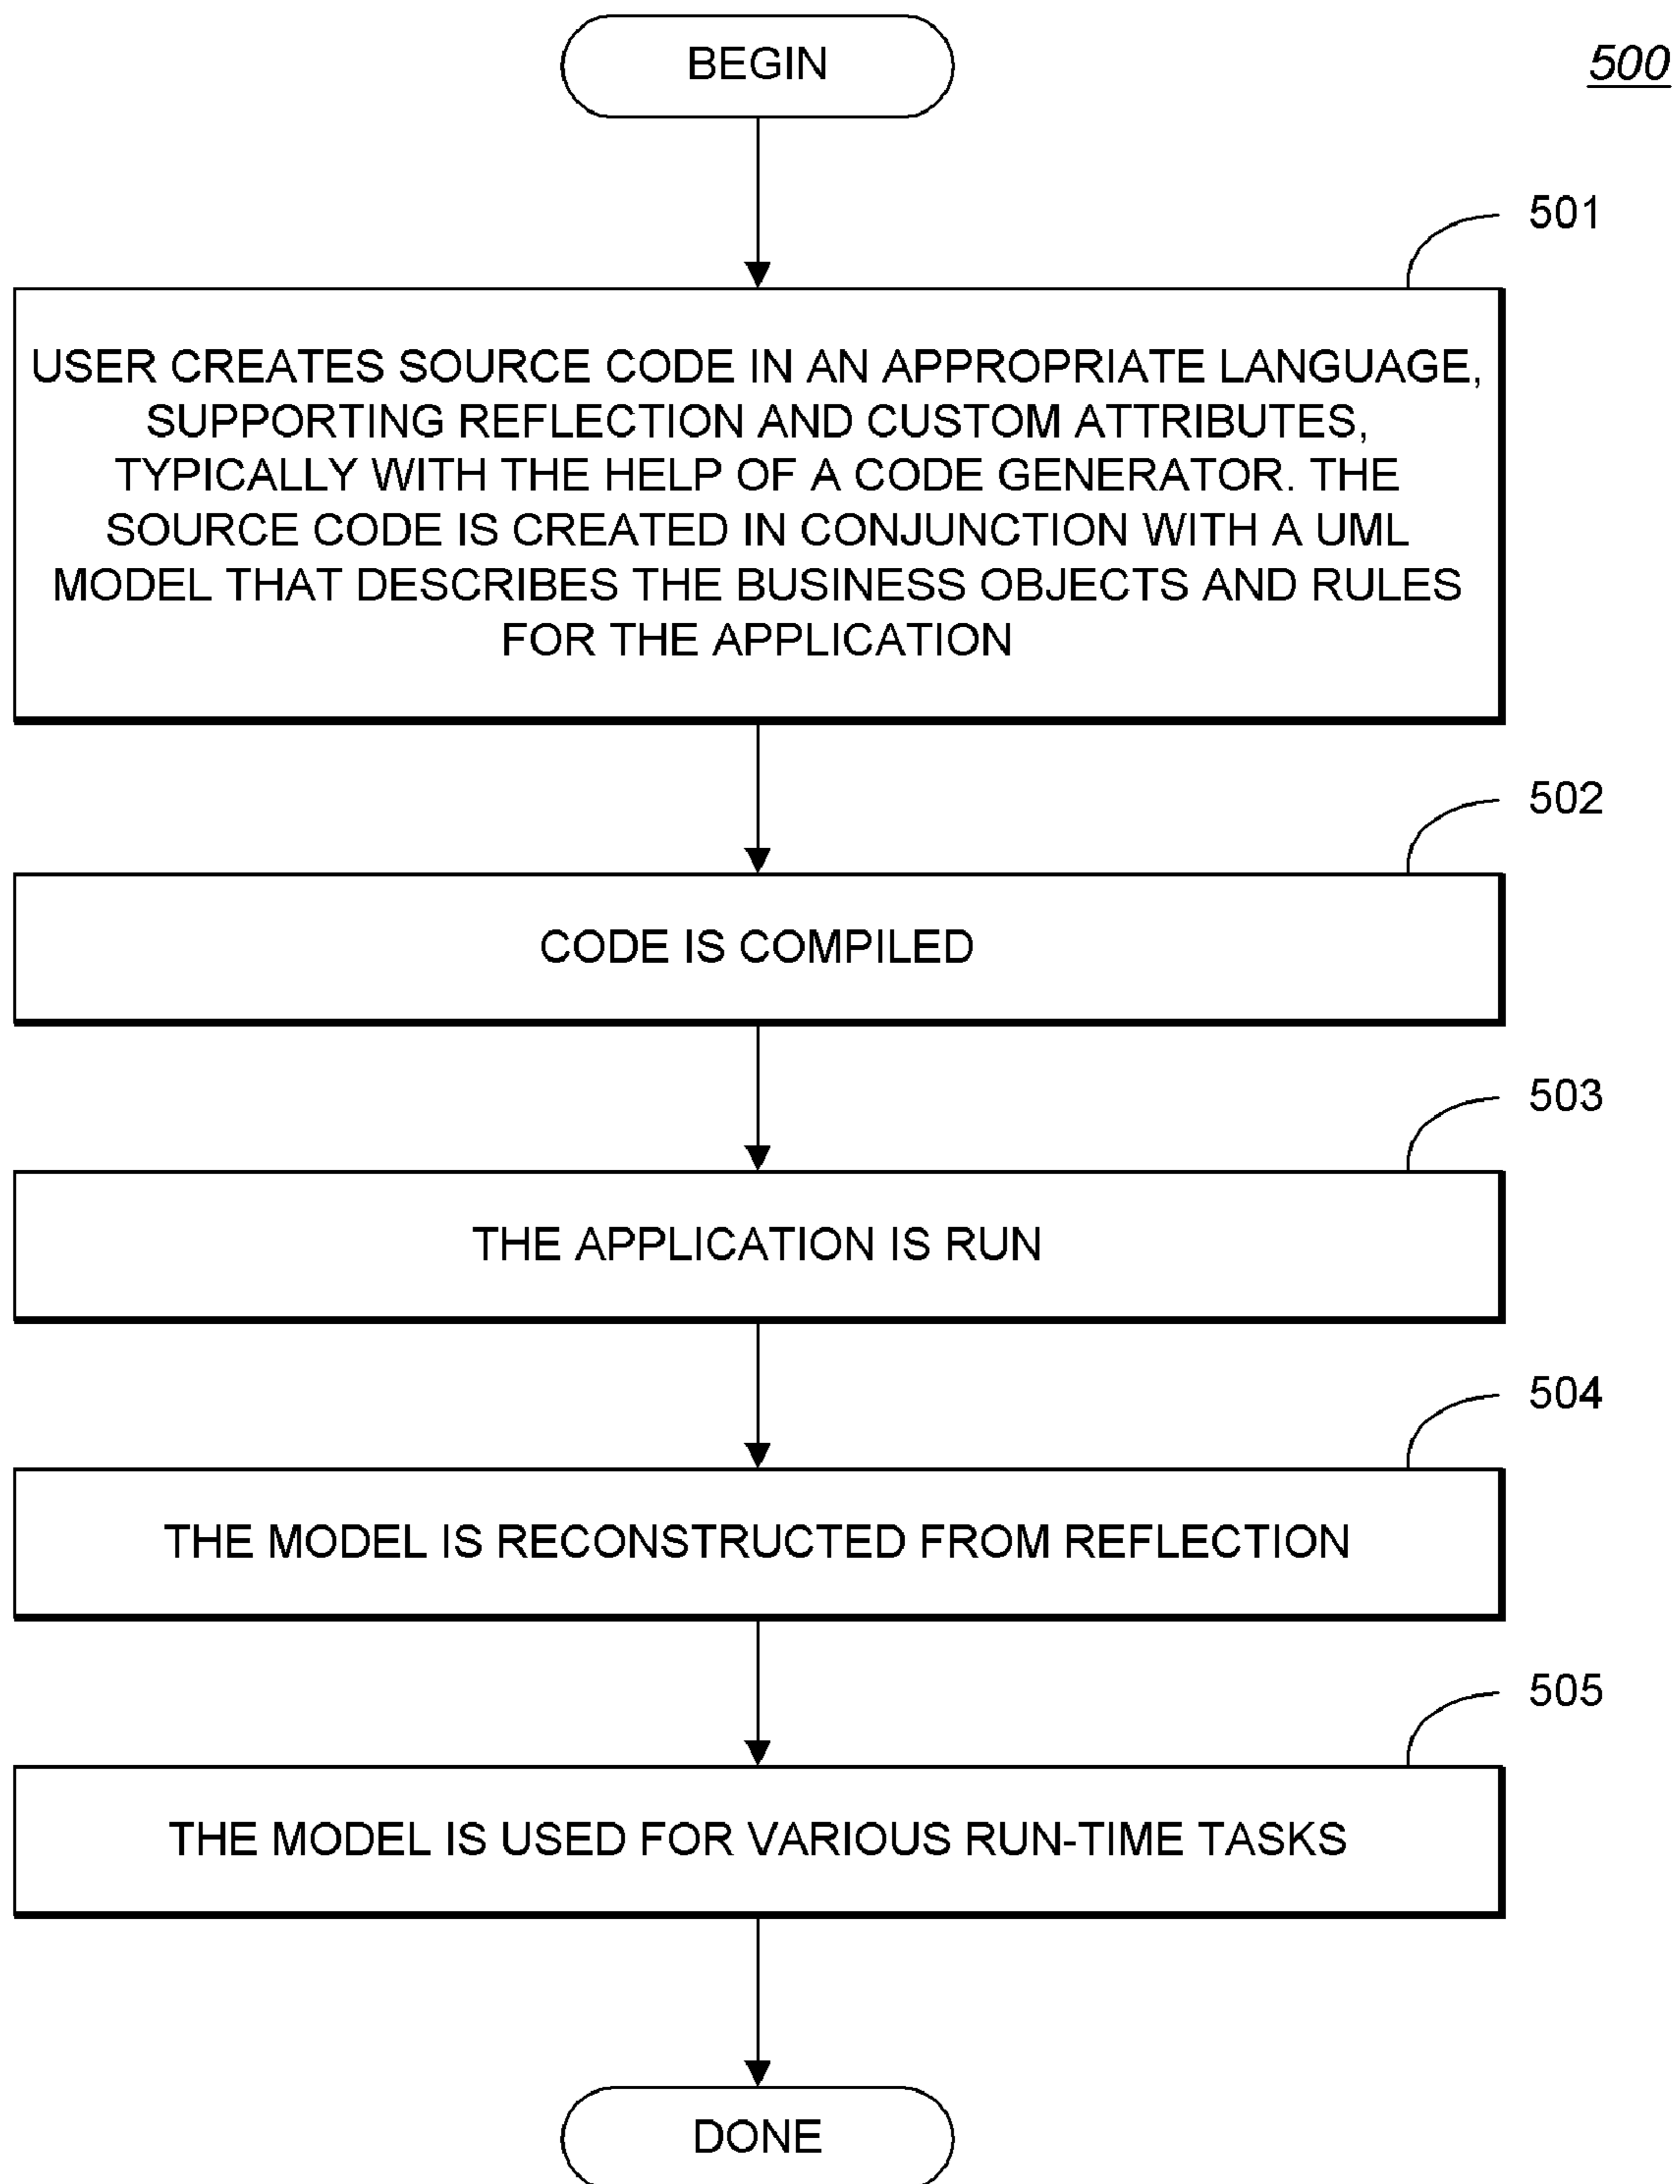 BEGIN
500
501
USER CREATES SOURCE CODE IN AN APPROPRIATE LANGUAGE,
SUPPORTING REFLECTION AND CUSTOM ATTRIBUTES,
TYPICALLY WITH THE HELP OF A CODE GENERATOR. THE
SOURCE CODE IS CREATED IN CONJUNCTION WITH A UML
MODEL THAT DESCRIBES THE BUSINESS OBJECTS AND RULES
FOR THE APPLICATION
502
CODE IS COMPILED
503
THE APPLICATION IS RUN
504
THE MODEL IS RECONSTRUCTED FROM REFLECTION
505
THE MODEL IS USED FOR VARIOUS RUN-TIME TASKS
DONE